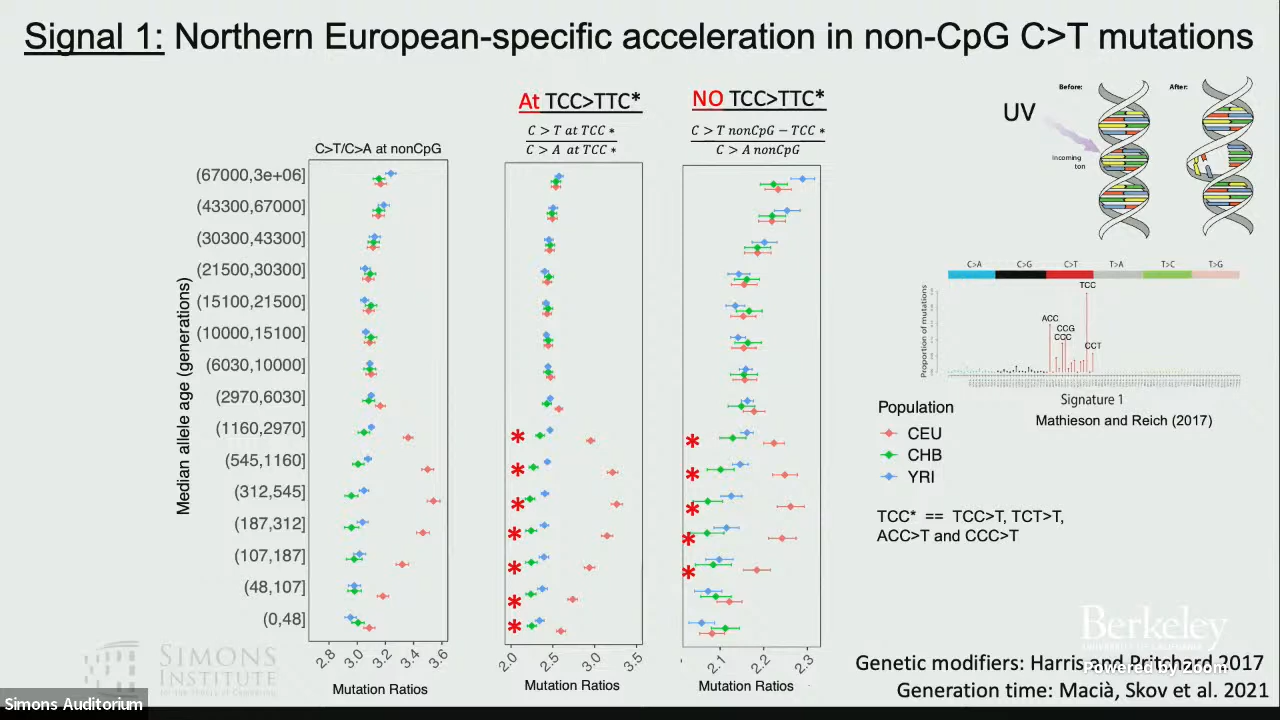 Signal 1: Northern European-specific acceleration in non-CpG C>T mutations
At TCC>TTC*
NO TCC>TTC*
C > T at TCC *
C > A at TCC *
C > T nonCpG − TCC *
C > A nonCpG
C>T/C>A at nonCpG
Median allele age (generations)
(67000,3e+06]
(43300,67000]
(30300,43300]
(21500,30300]
(15100,21500]
(10000,15100]
(6030,10000]
(2970,6030]
(1160,2970]
(545,1160]
(312,545]
(187,312]
(107,187]
(48,107]
(0,48]
* *
* *
* *
* *
* *
*
*
2.8 3.0 3.2 3.4 3.6
2.0 2.5 3.0 3.5
2.1 2.2 2.3
Mutation Ratios
Mutation Ratios
Mutation Ratios
UV
Before:
After:
incoming
ton
C>A C>G C>T T>A T>C T>G
Proportion of mutations
TCC
ACC
CCG
CCC
CCT
Signature 1
Mathieson and Reich (2017)
Population
CEU
CHB
YRI
TCC* == TCC>T, TCT>T,
ACC>T and CCC>T
Berkeley
Genetic modifiers: Harris and Pritchard 2017
Powered by Zoom
Generation time: Macià, Skov et al. 2021
SIMONS
INSTITUTE
Simons Auditorium